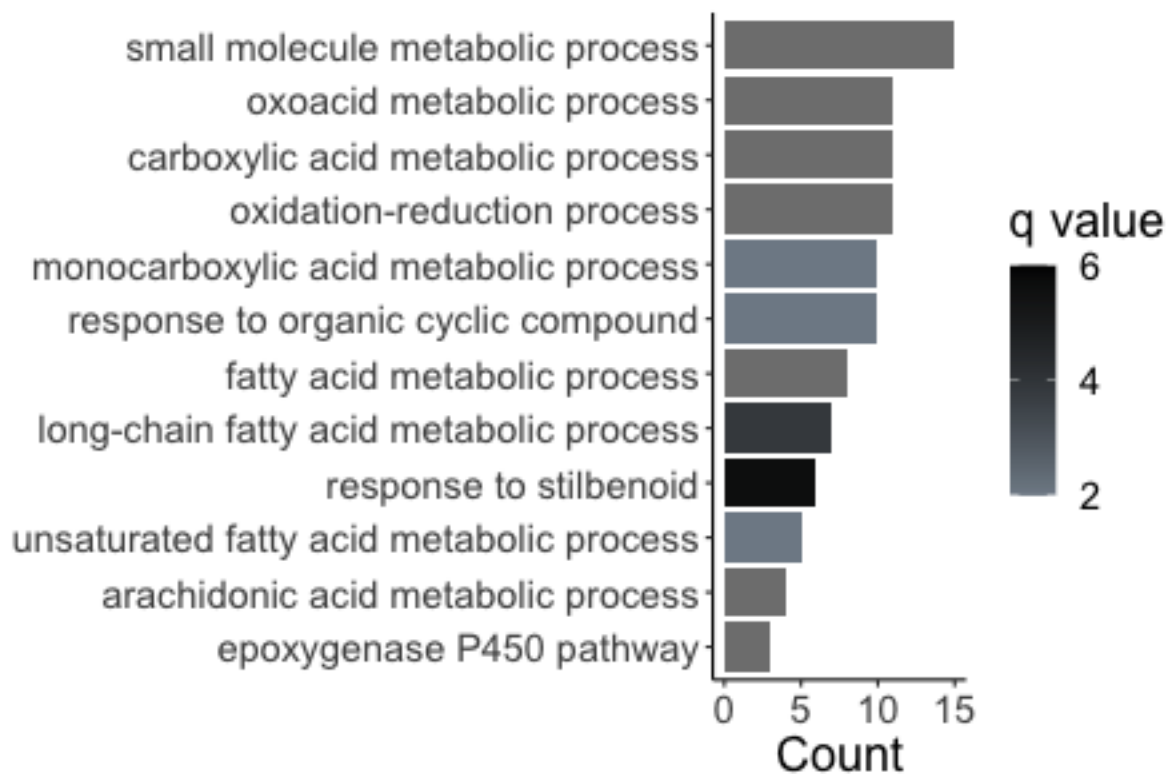 small molecule metabolic process
oxoacid metabolic process
carboxylic acid metabolic process
oxidation-reduction process
monocarboxylic acid metabolic process
response to organic cyclic compound
fatty acid metabolic process
long-chain fatty acid metabolic process
response to stilbenoid
unsaturated fatty acid metabolic process
arachidonic acid metabolic process
epoxygenase P450 pathway
0 5 10 15
Count
q value
6
4
2